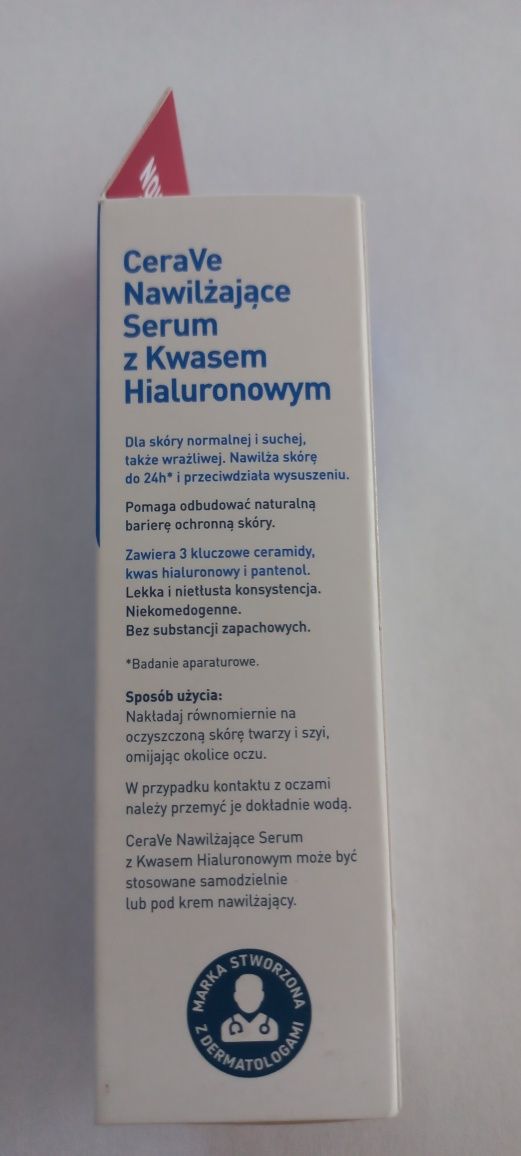 CeraVe
Nawilżające
Serum
z Kwasem
Hialuronowym
Dla skóry normalnej i suchej,
także wrażliwej. Nawilża skórę
do 24h* i przeciwdziała wysuszeniu.
Pomaga odbudować naturalną
barierę ochronną skóry.
Zawiera 3 kluczowe ceramidy,
kwas hialuronowy i pantenol.
Lekka i nietłusta konsystencja.
Niekomedogenne.
Bez substancji zapachowych.
*Badanie aparaturowe.
Sposób użycia:
Nakładaj równomiernie na
oczyszczoną skórę twarzy i szyi,
omijając okolice oczu.
W przypadku kontaktu z oczami
należy przemyć je dokładnie wodą.
CeraVe Nawilżające Serum
z Kwasem Hialuronowym może być
stosowane samodzielnie
lub pod krem nawilżający.
MARKA STWORZONA
Z DERMATOLOGAMI